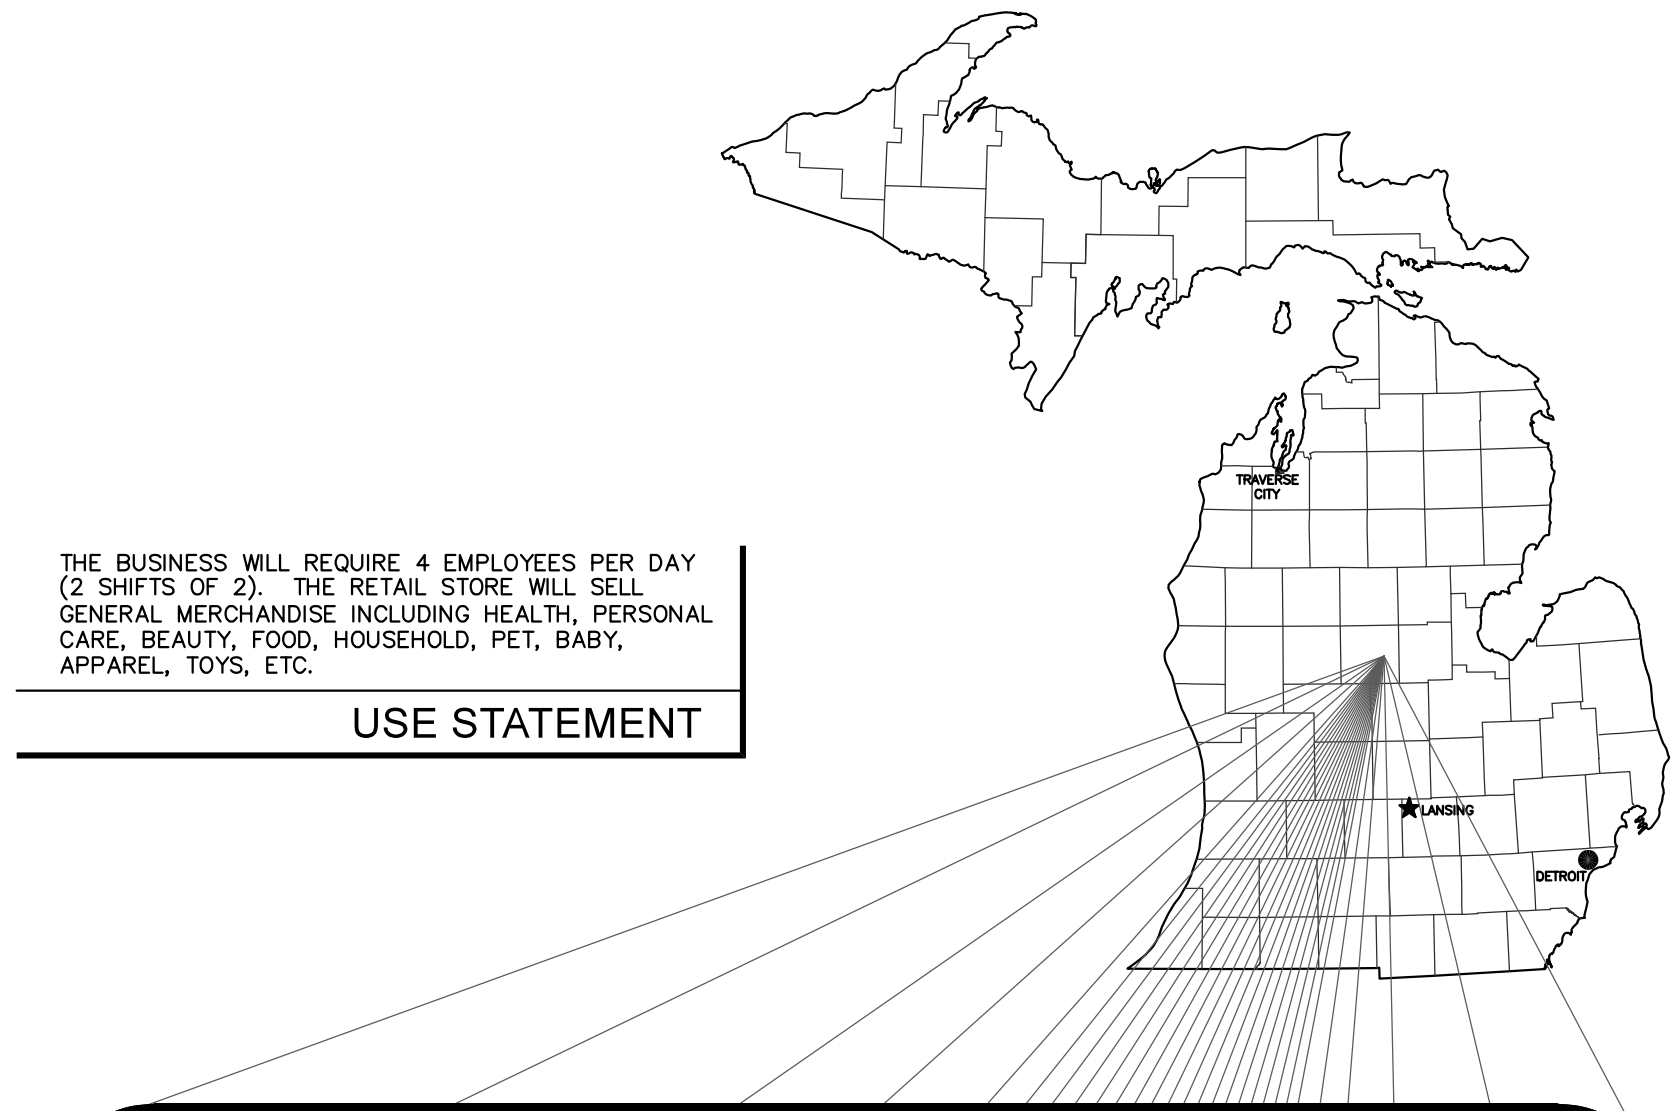 THE BUSINESS WILL REQUIRE 4 EMPLOYEES PER DAY
(2 SHIFTS OF 2).  THE RETAIL STORE WILL SELL
GENERAL MERCHANDISE INCLUDING HEALTH, PERSONAL
CARE, BEAUTY, FOOD, HOUSEHOLD, PET, BABY,
APPAREL, TOYS, ETC.
USE STATEMENT
TRAVERSE
CITY
LANSING
DETROIT